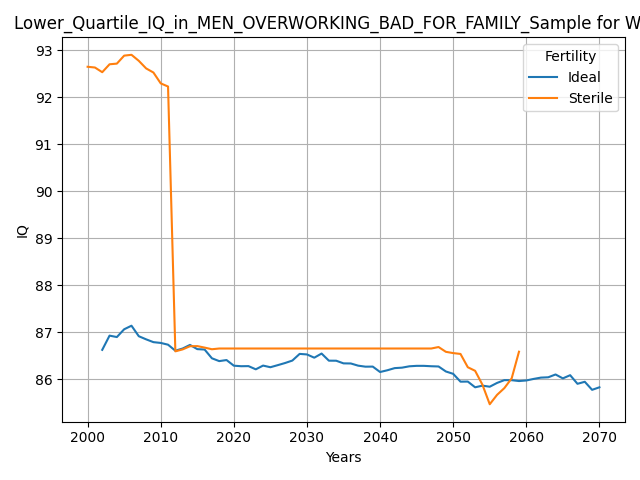 Lower_Quartile_IQ_in_MEN_OVERWORKING_BAD_FOR_FAMILY_Sample for W
Fertility
Ideal
Sterile
93
92
91
90
89
88
87
86
IQ
2000 2010 2020 2030 2040 2050 2060 2070
Years